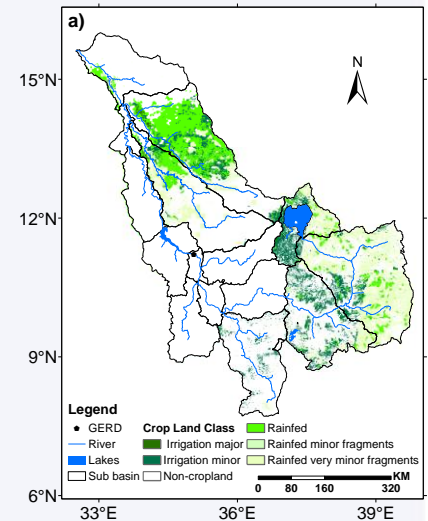 a)
N
15°N
12°N
9°N
6°N
Legend
GERD
River
Lakes
Sub basin
Crop Land Class
Irrigation major
Irrigation minor
Non-cropland
Rainfed
Rainfed minor fragments
Rainfed very minor fragments
KM
0 80 160 320
33°E 36°E 39°E